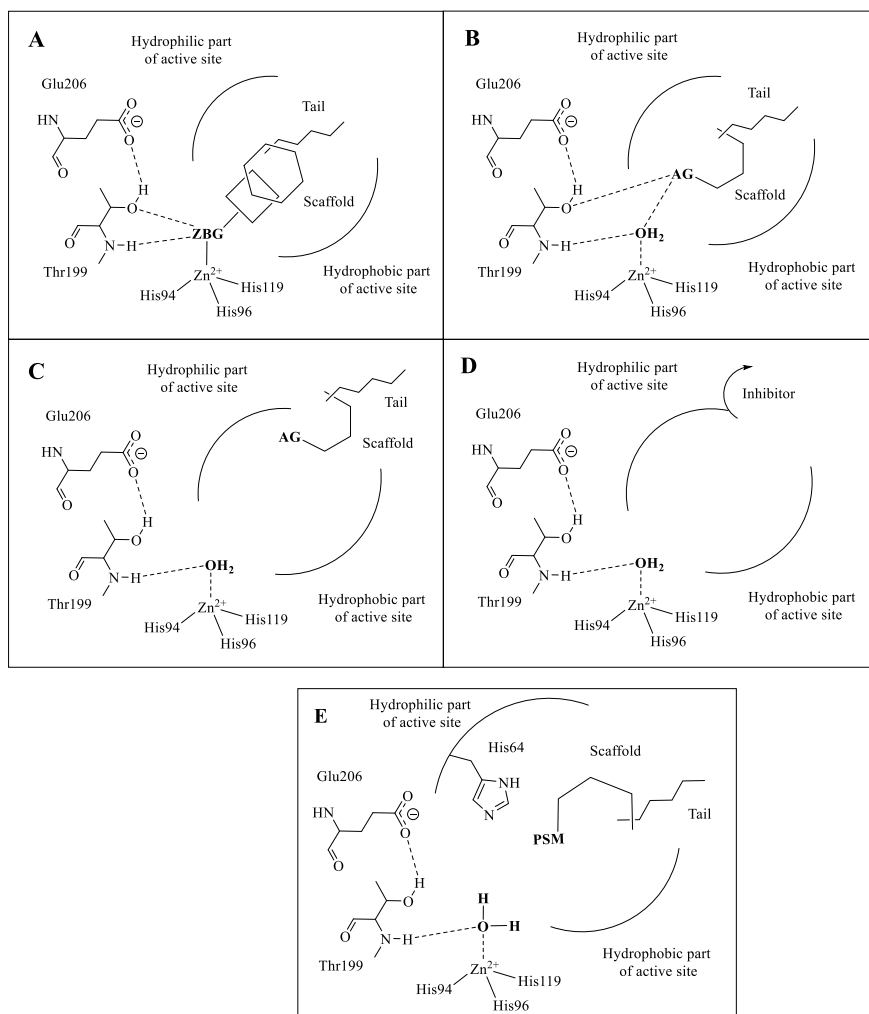 A
Hydrophilic part
of active site
Glu206
HN
O
O
⊖
O
H
O
Tail
Scaffold
ZBG
O
N
H
Thr199
Zn2+
His94
His119
His96
Hydrophobic part
of active site
B
Hydrophilic part
of active site
Glu206
HN
O
O
⊖
O
H
O
Tail
AG
Scaffold
OH2
O
N
H
Thr199
Zn2+
His94
His119
His96
Hydrophobic part
of active site
C
Hydrophilic part
of active site
Glu206
HN
O
O
⊖
O
H
O
Tail
AG
Scaffold
OH2
O
N
H
Thr199
Zn2+
His94
His119
His96
Hydrophobic part
of active site
D
Hydrophilic part
of active site
Inhibitor
Glu206
HN
O
O
⊖
O
H
O
OH2
O
N
H
Thr199
Zn2+
His94
His119
His96
Hydrophobic part
of active site
E
Hydrophilic part
of active site
His64
NH
N
Scaffold
Tail
PSM
Glu206
HN
O
O
⊖
O
H
O
H
O
H
O
N
H
Thr199
Zn2+
His94
His119
His96
Hydrophobic part
of active site